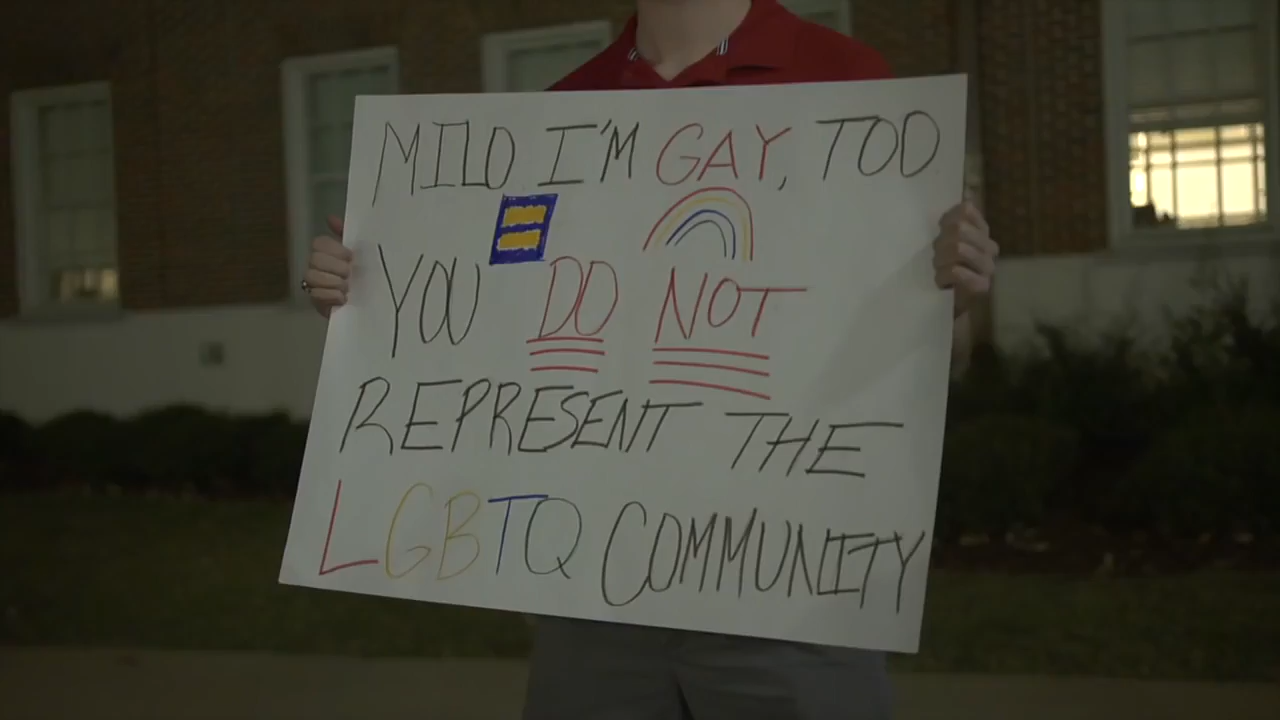 MILO I'M GAY, TOO
YOU DO NOT
REPRESENT THE
LGBTQ COMMUNITY